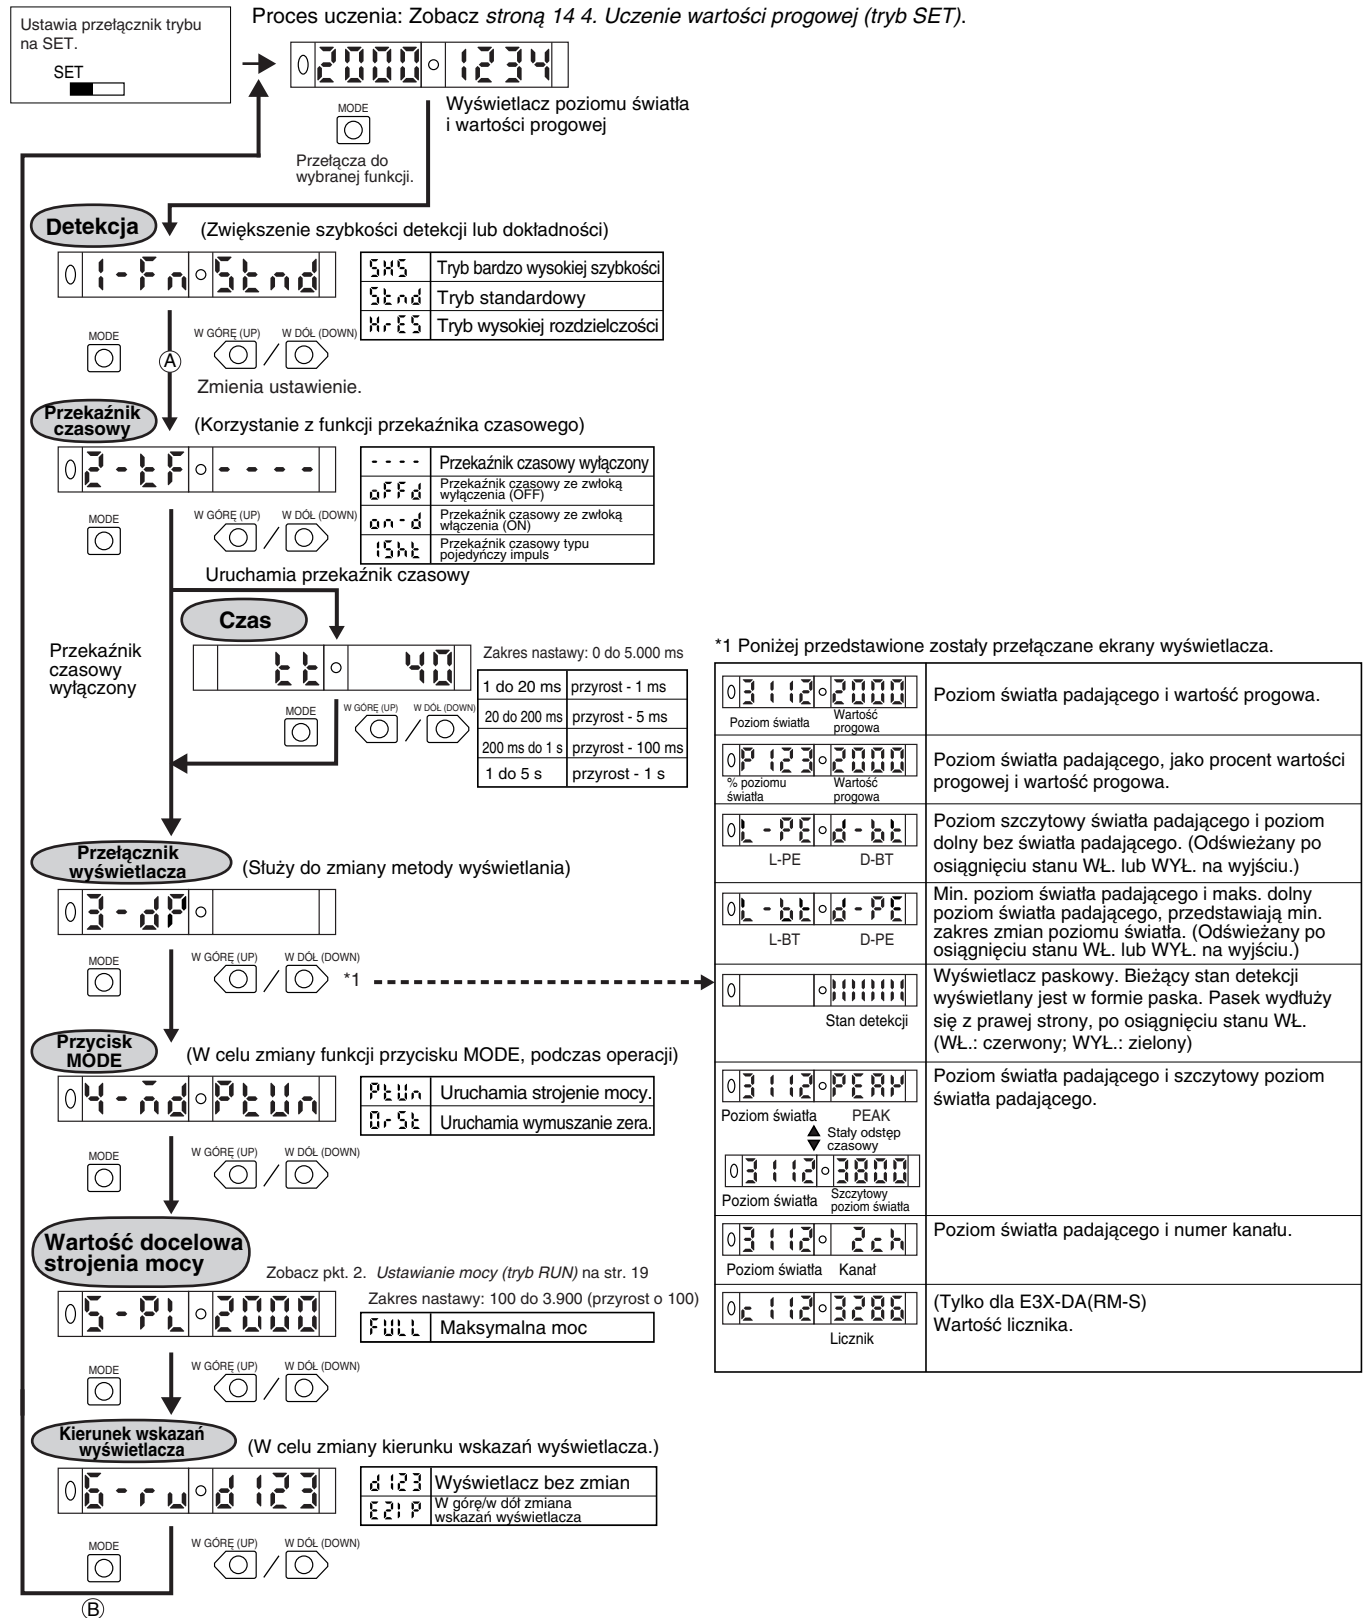 Ustawia przełącznik trybu
na SET.
SET
Proces uczenia: Zobacz stroną 14 4. Uczenie wartości progowej (tryb SET).
2000 1234
MODE
Wyświetlacz poziomu światła
i wartości progowej
Przełącza do
wybranej funkcji.
Detekcja
(Zwiększenie szybkości detekcji lub dokładności)
1-Fn Stnd
SHS Tryb bardzo wysokiej szybkości
Stnd Tryb standardowy
HrES Tryb wysokiej rozdzielczości
MODE
W GÓRĘ (UP) W DÓŁ (DOWN)
A
Zmienia ustawienie.
Przekaźnik
czasowy
(Korzystanie z funkcji przekaźnika czasowego)
2-tF ----
---- Przekaźnik czasowy wyłączony
oFFd Przekaźnik czasowy ze zwłoką
wyłączenia (OFF)
on-d Przekaźnik czasowy ze zwłoką
włączenia (ON)
1Sht Przekaźnik czasowy typu
pojedyńczy impuls
MODE
W GÓRĘ (UP) W DÓŁ (DOWN)
Uruchamia przekaźnik czasowy
Czas
Przekaźnik
czasowy
wyłączony
tt 40
Zakres nastawy: 0 do 5.000 ms
1 do 20 ms przyrost - 1 ms
20 do 200 ms przyrost - 5 ms
200 ms do 1 s przyrost - 100 ms
1 do 5 s przyrost - 1 s
MODE
W GÓRĘ (UP) W DÓŁ (DOWN)
Przełącznik
wyświetlacza
(Służy do zmiany metody wyświetlania)
3-dP
MODE
W GÓRĘ (UP) W DÓŁ (DOWN)
*1
Przycisk
MODE
(W celu zmiany funkcji przycisku MODE, podczas operacji)
4-md PtUn
PtUn Uruchamia strojenie mocy.
0rSt Uruchamia wymuszanie zera.
MODE
W GÓRĘ (UP) W DÓŁ (DOWN)
Wartość docelowa
strojenia mocy
Zobacz pkt. 2. Ustawianie mocy (tryb RUN) na str. 19
Zakres nastawy: 100 do 3.900 (przyrost o 100)
5-PL 2000
FULL Maksymalna moc
MODE
W GÓRĘ (UP) W DÓŁ (DOWN)
Kierunek wskazań
wyświetlacza
(W celu zmiany kierunku wskazań wyświetlacza.)
6-ru d123
d123 Wyświetlacz bez zmian
EZ1P W górę/w dół zmiana
wskazań wyświetlacza
MODE
W GÓRĘ (UP) W DÓŁ (DOWN)
B
*1 Poniżej przedstawione zostały przełączane ekrany wyświetlacza.
3112 2000
Poziom światła Wartość
progowa
Poziom światła padającego i wartość progowa.
P123 2000
% poziomu
światła
Wartość
progowa
Poziom światła padającego, jako procent wartości
progowej i wartość progowa.
L-PE d-bt
L-PE D-BT
Poziom szczytowy światła padającego i poziom
dolny bez światła padającego. (Odświeżany po
osiągnięciu stanu WŁ. lub WYŁ. na wyjściu.)
L-bt d-PE
L-BT D-PE
Min. poziom światła padającego i maks. dolny
poziom światła padającego, przedstawiają min.
zakres zmian poziomu światła. (Odświeżany po
osiągnięciu stanu WŁ. lub WYŁ. na wyjściu.)
Stan detekcji
Wyświetlacz paskowy. Bieżący stan detekcji
wyświetlany jest w formie paska. Pasek wydłuży
się z prawej strony, po osiągnięciu stanu WŁ.
(WŁ.: czerwony; WYŁ.: zielony)
3112 PEAK
Poziom światła PEAK
Stały odstęp
czasowy
3112 3800
Poziom światła Szczytowy
poziom światła
Poziom światła padającego i szczytowy poziom
światła padającego.
3112 2ch
Poziom światła Kanał
Poziom światła padającego i numer kanału.
c112 3286
Licznik
(Tylko dla E3X-DA(RM-S)
Wartość licznika.